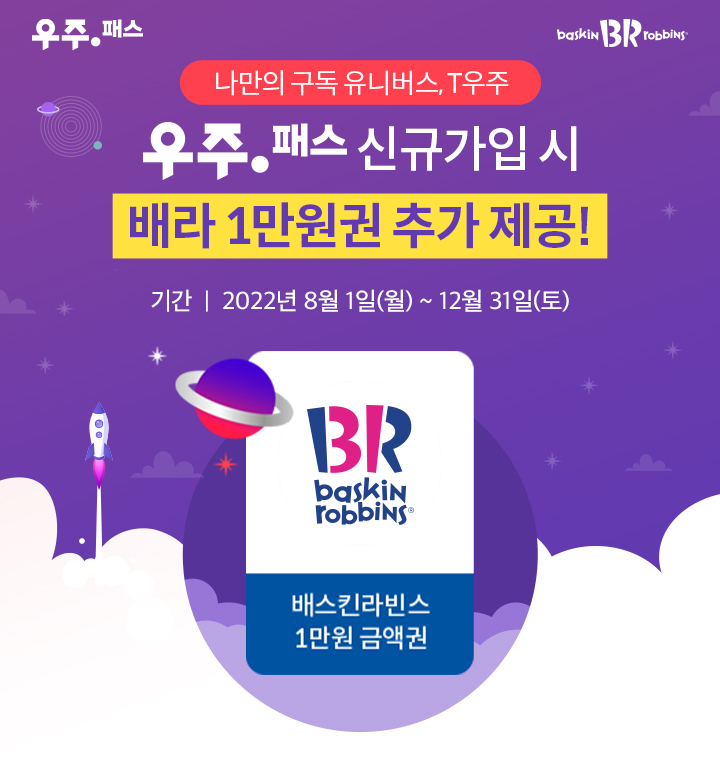 우주.패스
baskin BR robbins
나만의 구독 유니버스, T우주
우주.패스 신규가입 시
배라 1만원권 추가 제공!
기간 | 2022년 8월 1일(월) ~ 12월 31일(토)
BR
baskin
robbins®
배스킨라빈스
1만원 금액권